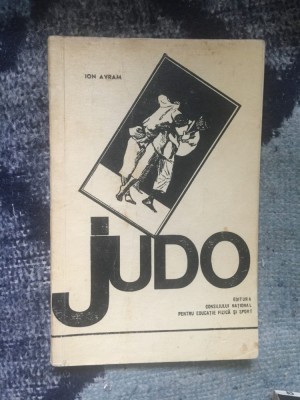 ION AVRAM
JUDO
EDITURA
CONSILIULUI NAȚIONAL
PENTRU EDUCAȚIE FIZICĂ ȘI SPORT